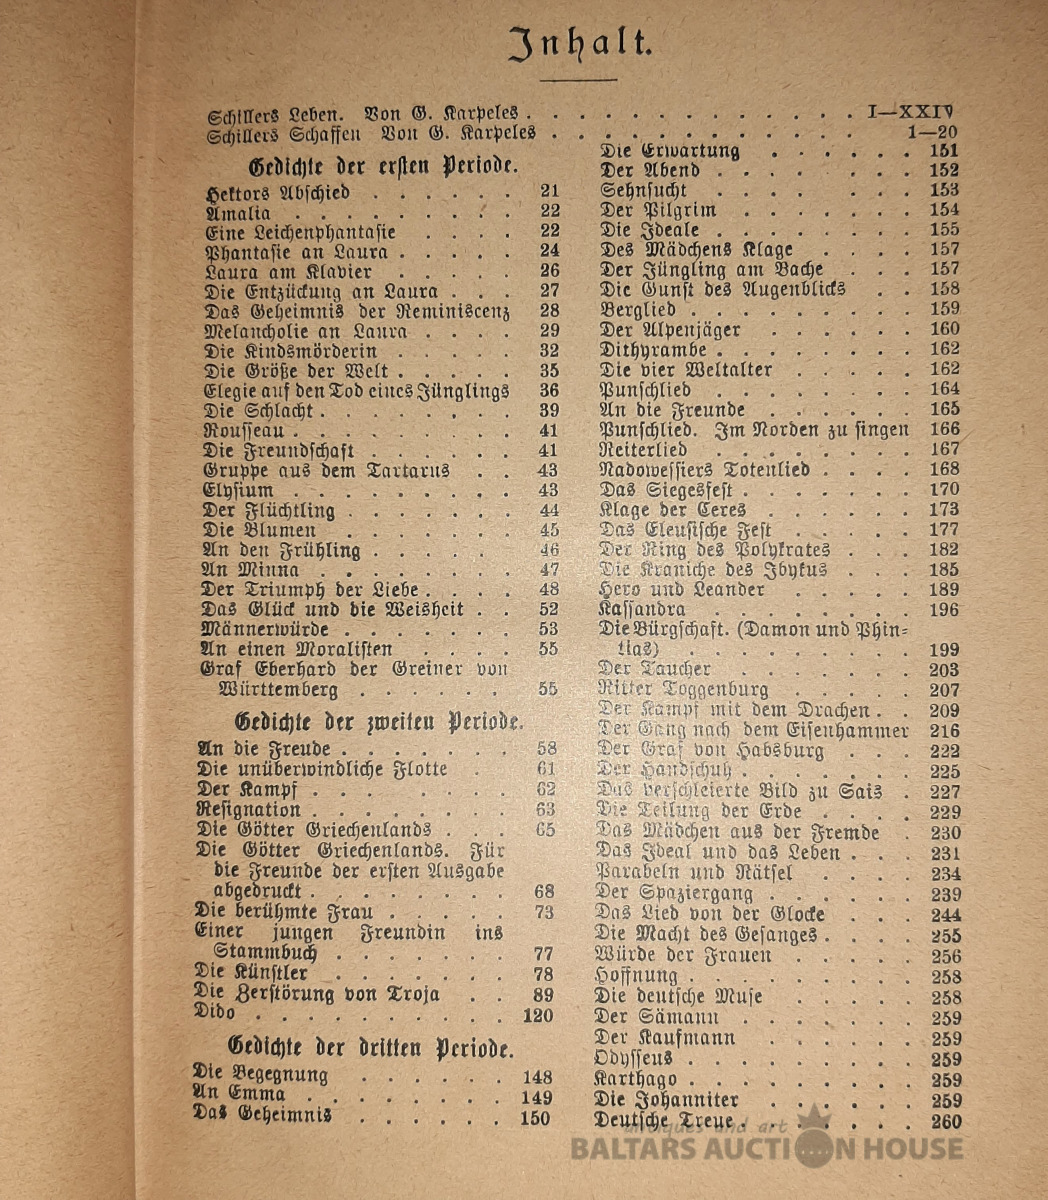 Inhalt.
Schillers Leben. Von G. Karpeles . . . . . . . . . . . . . I—XXIV
Schillers Schaffen Von G. Karpeles . . . . . . . . . . . . 1—20
Gedichte der ersten Periode.
Hektors Abschied . . . . . . 21
Amalia . . . . . . . . . 22
Eine Leichenphantasie . . . . 22
Phantasie an Laura . . . . . 24
Laura am Klavier . . . . . 26
Die Entzückung an Laura . . . 27
Das Geheimnis der Reminiscenz 28
Melancholie an Laura . . . . 29
Die Kindsmörderin . . . . . 32
Die Größe der Welt . . . . . 35
Elegie auf den Tod eines Jünglings 36
Die Schlacht . . . . . . . 39
Rousseau . . . . . . . . 41
Die Freundschaft . . . . . . 41
Gruppe aus dem Tartarus . . 43
Elysium . . . . . . . . 43
Der Flüchtling . . . . . . . 44
Die Blumen . . . . . . . 45
An den Frühling . . . . . 46
An Minna . . . . . . . 47
Der Triumph der Liebe . . . . 48
Das Glück und die Weisheit . . 52
Männerwürde . . . . . . . 53
An einen Moralisten . . . . 55
Graf Eberhard der Greiner von
Württemberg . . . . . . 55
Gedichte der zweiten Periode.
An die Freude . . . . . . . 58
Die unüberwindliche Flotte . 61
Der Kampf . . . . . . . 62
Resignation . . . . . . . . 63
Die Götter Griechenlands . . . 65
Die Götter Griechenlands. Für
die Freunde der ersten Ausgabe
abgedruckt . . . . . . . . 68
Die berühmte Frau . . . . . 73
Einer jungen Freundin ins
Stammbuch . . . . . . . 77
Die Künstler . . . . . . . 78
Die Zerstörung von Troja . . 89
Dido . . . . . . . . . . 120
Gedichte der dritten Periode.
Die Begegnung . . . . . . 148
An Emma . . . . . . . . 149
Das Geheimnis . . . . . . 150
Die Erwartung . . . . . . 151
Der Abend . . . . . . . . 152
Sehnsucht . . . . . . . . 153
Der Pilgrim . . . . . . . 154
Die Ideale . . . . . . . . 155
Des Mädchens Klage . . . . 157
Der Jüngling am Bache . . . 157
Die Gunst des Augenblicks . . 158
Berglied . . . . . . . . . 159
Der Alpenjäger . . . . . . 160
Dithyrambe . . . . . . . . 162
Die vier Weltalter . . . . . 162
Punschlied . . . . . . . . 164
An die Freunde . . . . . . 165
Punschlied. Im Norden zu singen 166
Reiterlied . . . . . . . . 167
Nadowessiers Totenlied . . . . 168
Das Siegesfest . . . . . . . 170
Klage der Ceres . . . . . . 173
Das Eleusische Fest . . . . . 177
Der Ring des Polykrates . . . 182
Die Kraniche des Ibykus . . . 185
Hero und Leander . . . . . 189
Kassandra . . . . . . . . 196
Die Bürgschaft. (Damon und Phin-
tias) . . . . . . . . . 199
Der Taucher . . . . . . . 203
Ritter Toggenburg . . . . . 207
Der Kampf mit dem Drachen . . 209
Der Gang nach dem Eisenhammer 216
Der Graf von Habsburg . . . 222
Der Handschuh . . . . . . . 225
Das verschleierte Bild zu Sais . 227
Die Teilung der Erde . . . . 229
Das Mädchen aus der Fremde . 230
Das Ideal und das Leben . . . 231
Parabeln und Rätsel . . . . 234
Der Spaziergang . . . . . . 239
Das Lied von der Glocke . . . 244
Die Macht des Gesanges . . . . 255
Würde der Frauen . . . . . 256
Hoffnung . . . . . . . . . 258
Die deutsche Muse . . . . . 258
Der Sämann . . . . . . . 259
Der Kaufmann . . . . . . 259
Odysseus . . . . . . . . . 259
Karthago . . . . . . . . . 259
Die Johanniter . . . . . . 259
Deutsche Treue . . . . . . . 260
antiques and art
BALTARS AUCTION HOUSE